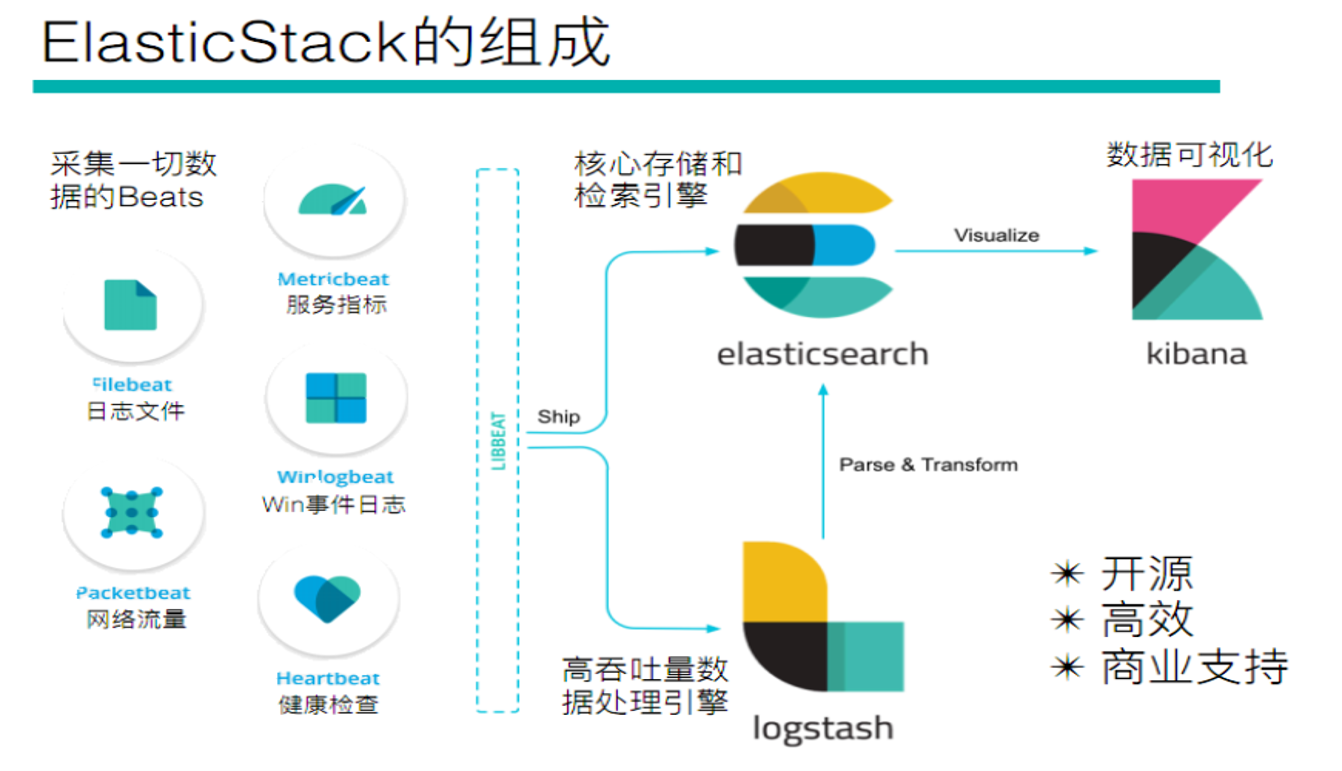 ElasticStack的组成
采集一切数
据的Beats
Metricbeat
服务指标
Filebeat
日志文件
Winlogbeat
Win事件日志
Packetbeat
网络流量
Heartbeat
健康检查
LIBBEAT
Ship
核心存储和
检索引擎
elasticsearch
Visualize
数据可视化
kibana
Parse & Transform
高吞吐量数
据处理引擎
logstash
✴ 开源
✴ 高效
✴ 商业支持